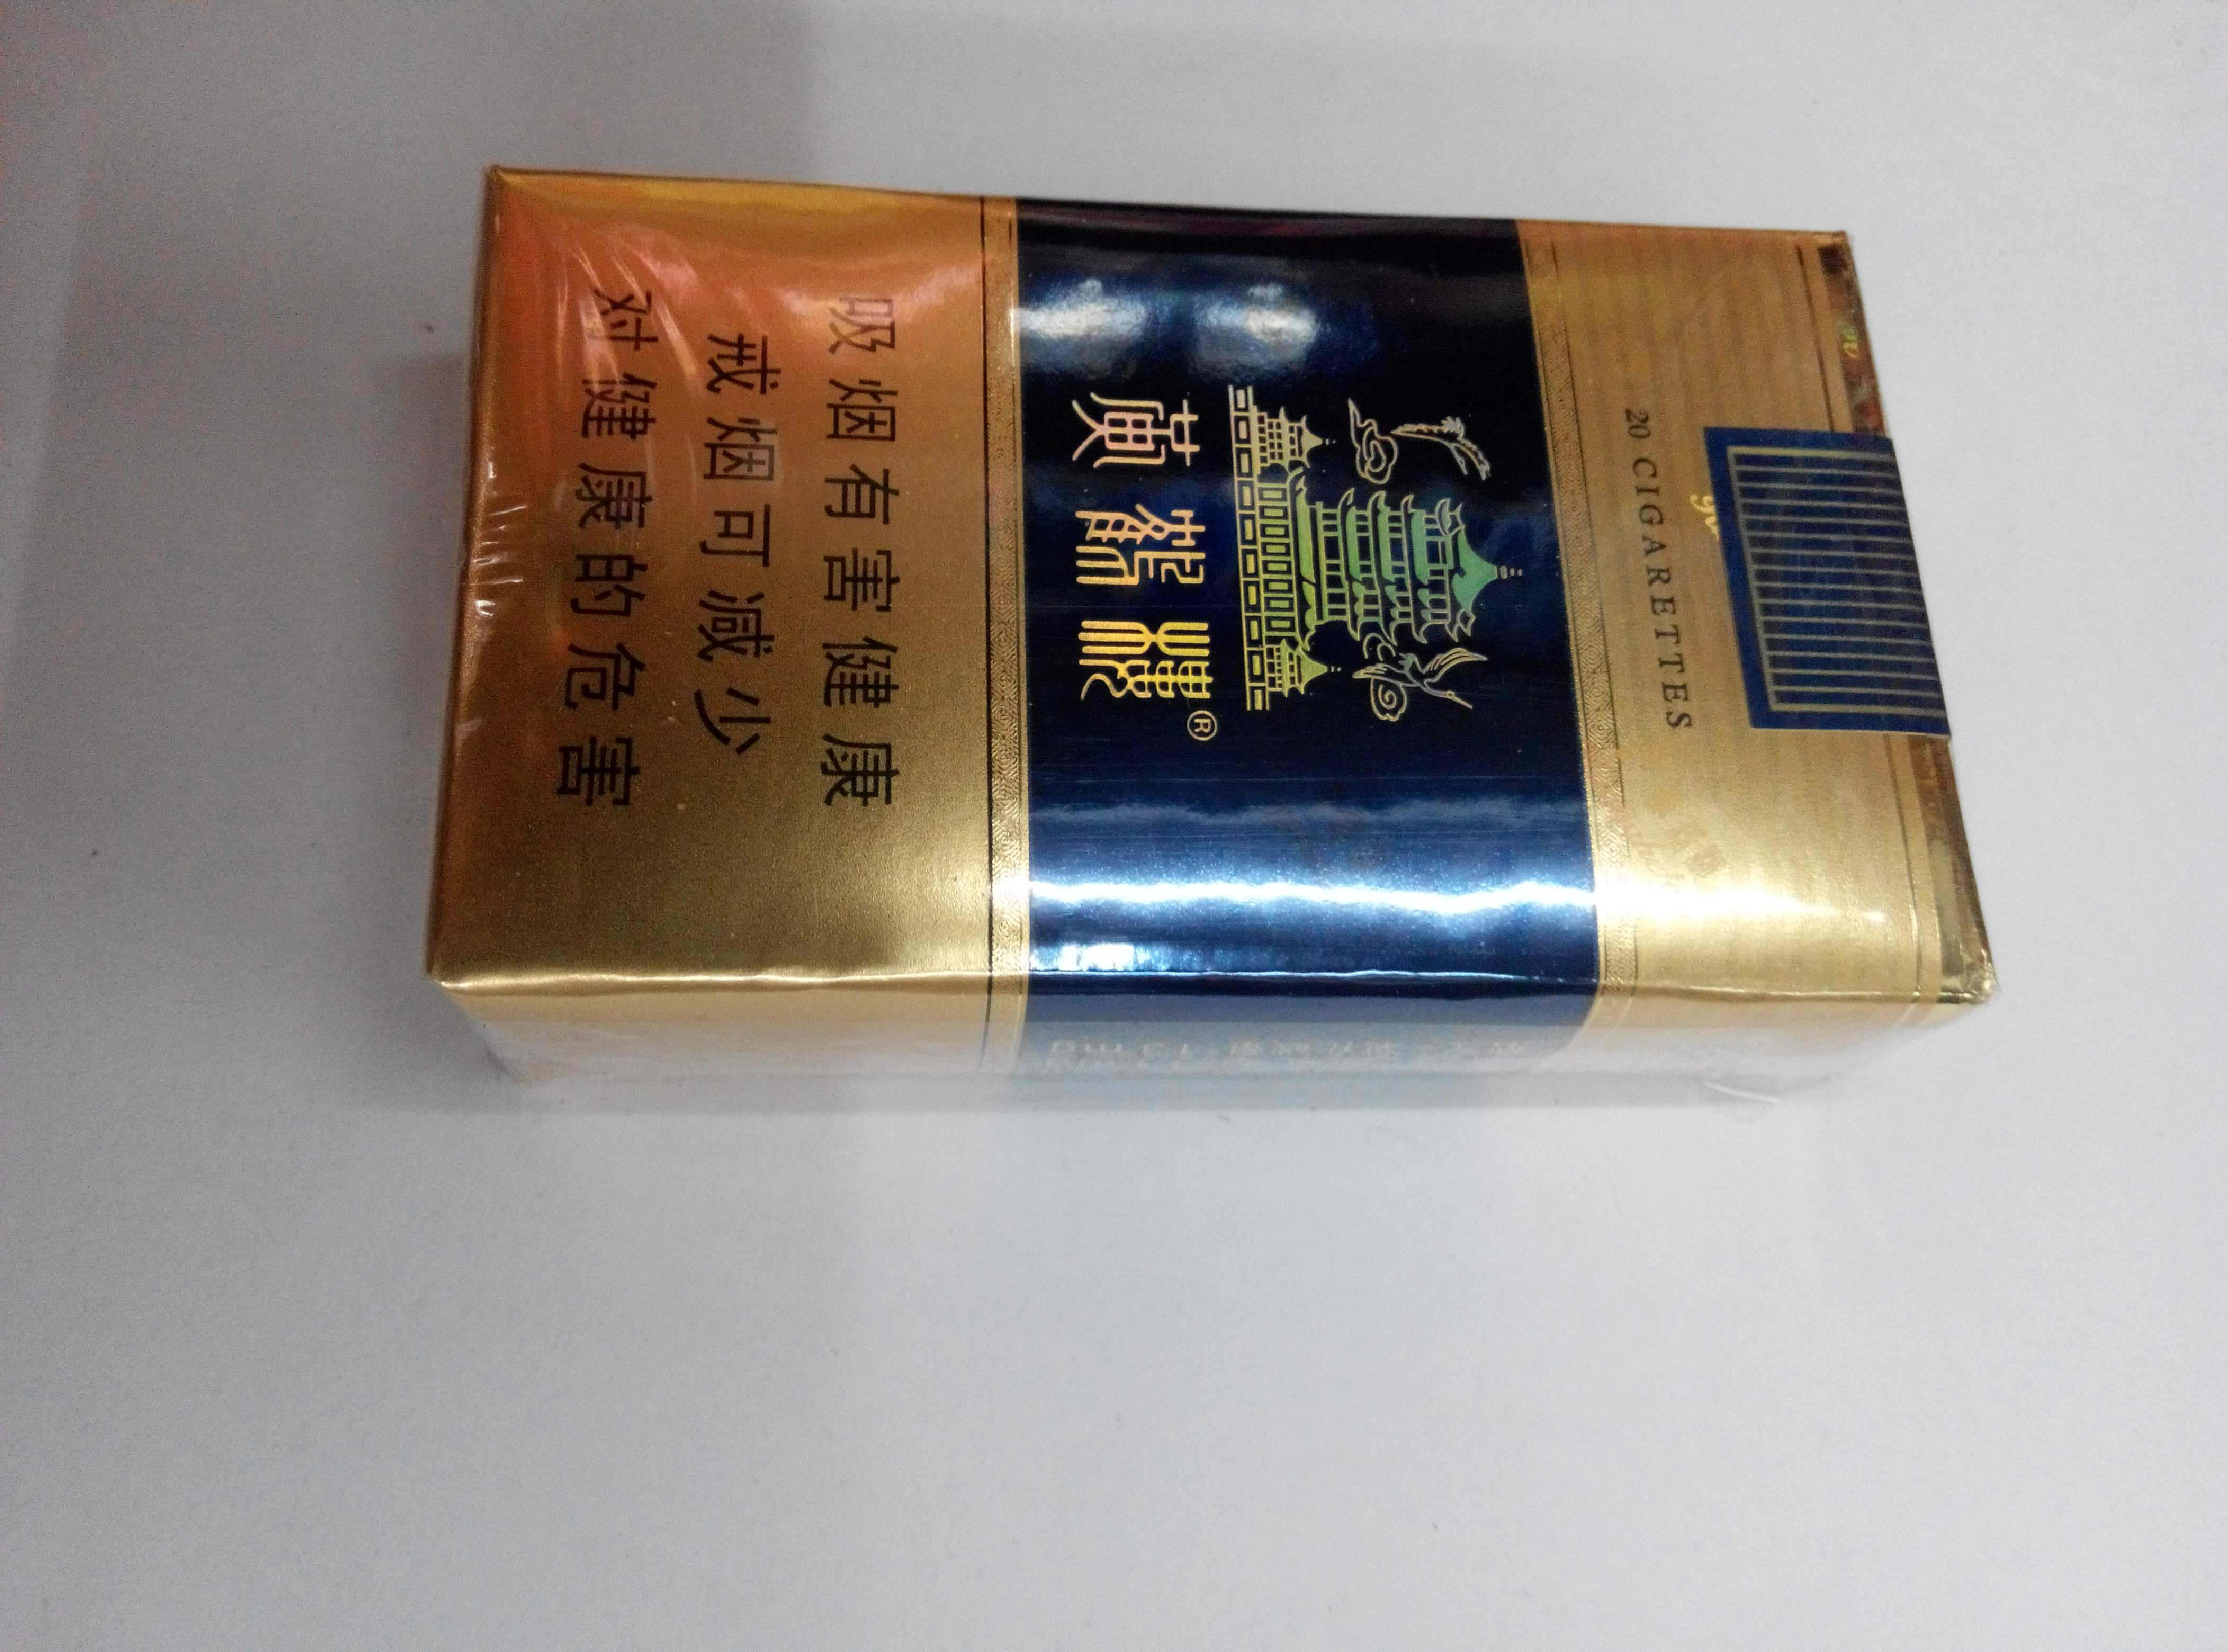 20 CIGARETTES
黄鹤楼®
吸烟有害健康
戒烟可减少
对健康的危害